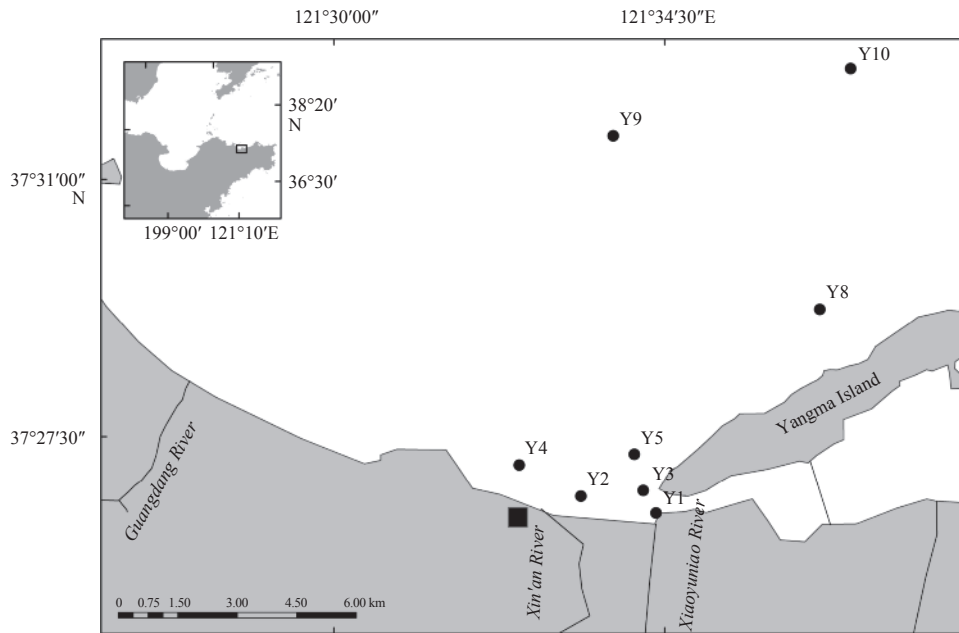 121°30′00″
121°34′30″E
Y10
38°20′
N
Y9
37°31′00″
N
36°30′
199°00′ 121°10′E
Y8
Yangma Island
37°27′30″
Y5
Y4
Guangdang River
Y3
Y2
Y1
Xin'an River
Xiaoyuniao River
0 0.75 1.50 3.00 4.50 6.00 km